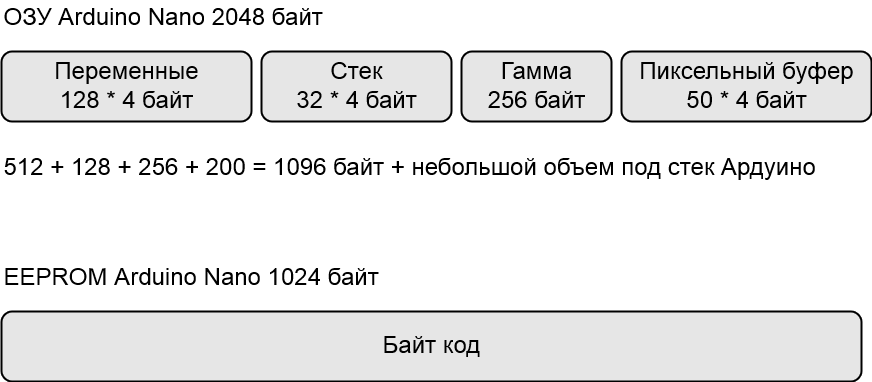 ОЗУ Arduino Nano 2048 байт
Переменные
128 * 4 байт
Стек
32 * 4 байт
Гамма
256 байт
Пиксельный буфер
50 * 4 байт
512 + 128 + 256 + 200 = 1096 байт + небольшой объем под стек Ардуино
EEPROM Arduino Nano 1024 байт
Байт код